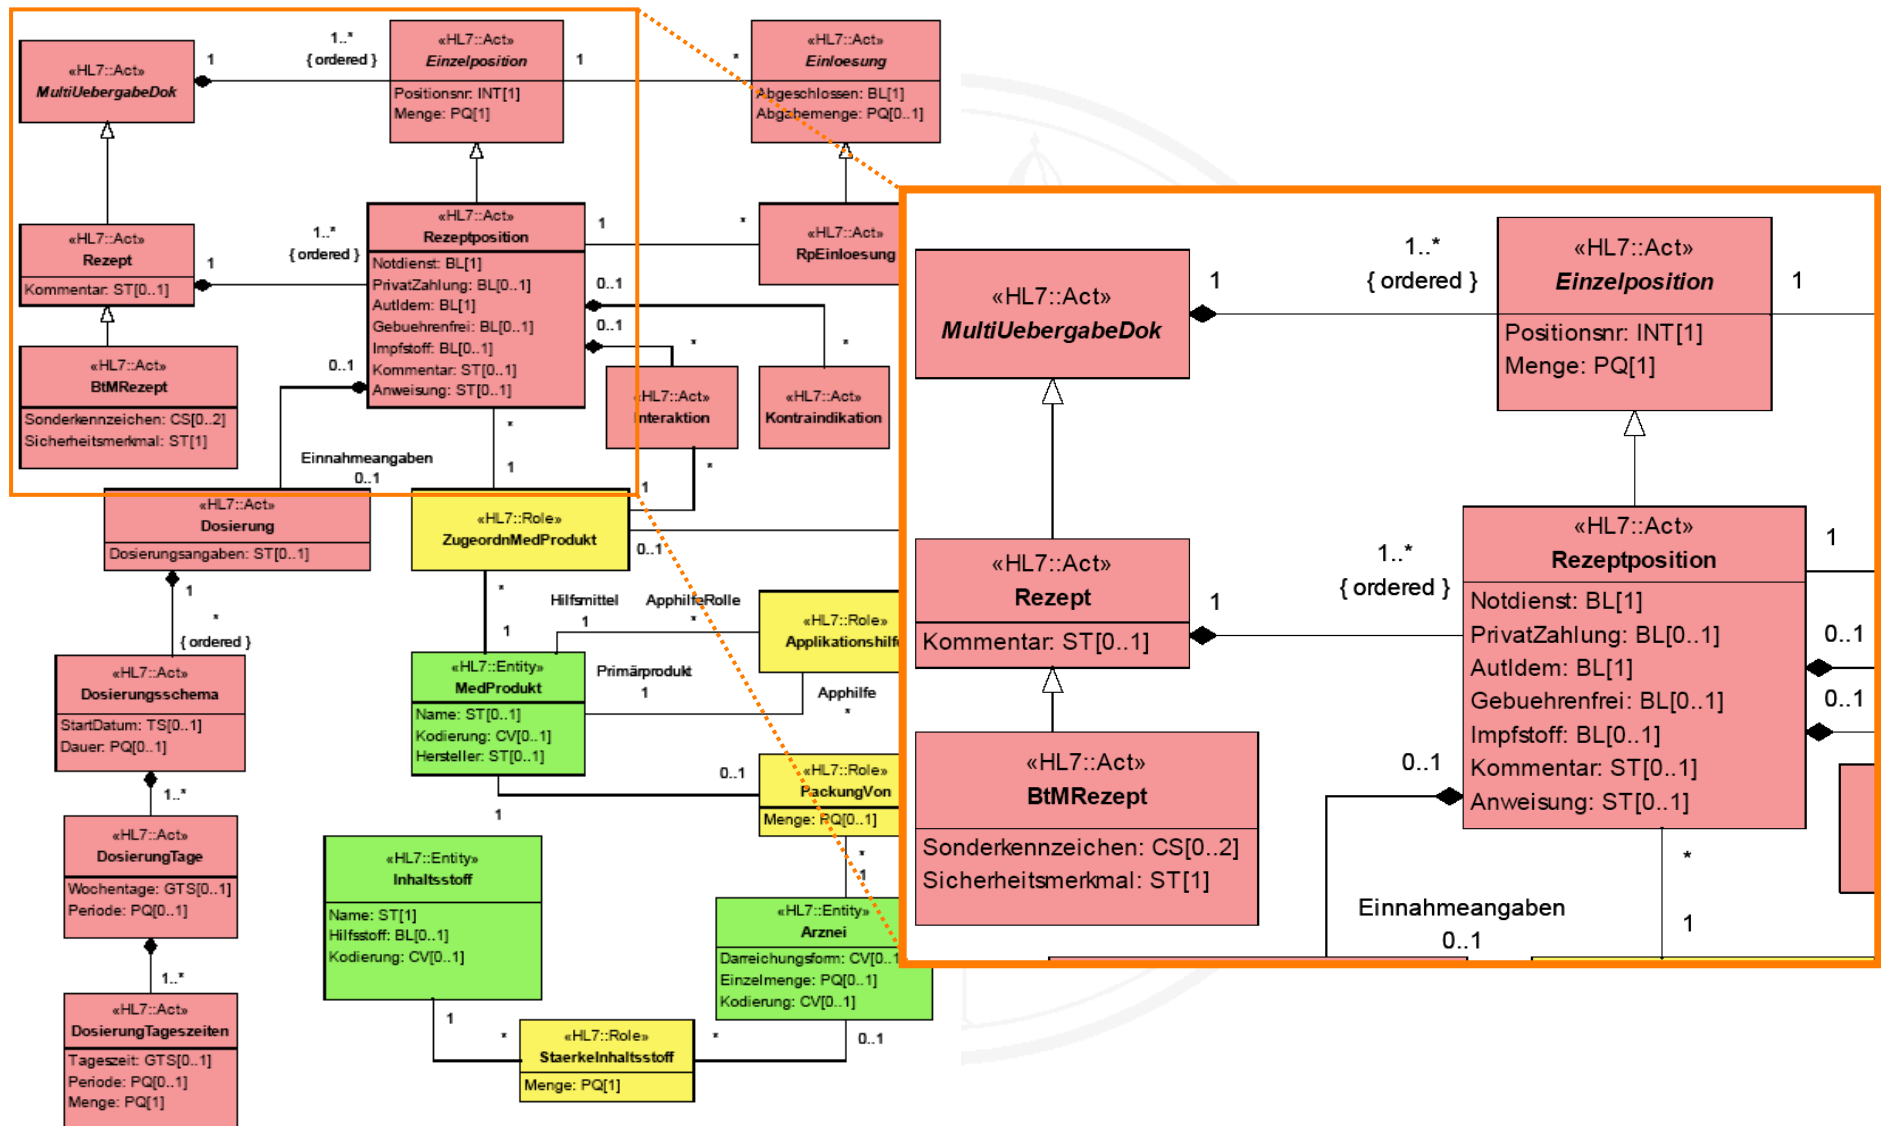 «HL7::Act»
MultiUebergabeDok
1
1..*
{ ordered }
«HL7::Act»
Einzelposition
Positionsnr: INT[1]
Menge: PQ[1]
1
*
«HL7::Act»
Einloesung
Abgeschlossen: BL[1]
Abgabemenge: PQ[0..1]
«HL7::Act»
Rezept
Kommentar: ST[0..1]
1
1..*
{ ordered }
«HL7::Act»
Rezeptposition
Notdienst: BL[1]
PrivatZahlung: BL[0..1]
AutIdem: BL[1]
Gebuehrenfrei: BL[0..1]
Impfstoff: BL[0..1]
Kommentar: ST[0..1]
Anweisung: ST[0..1]
1
*
«HL7::Act»
RpEinloesung
0..1
0..1
*
*
«HL7::Act»
BtMRezept
Sonderkennzeichen: CS[0..2]
Sicherheitsmerkmal: ST[1]
0..1
«HL7::Act»
Interaktion
«HL7::Act»
Kontraindikation
Einnahmeangaben
0..1
*
1
*
1
«HL7::Act»
Dosierung
Dosierungsangaben: ST[0..1]
«HL7::Role»
ZugeordnMedProdukt
0..1
1
*
{ ordered }
*
1
Hilfsmittel
1
ApphilfeRolle
*
«HL7::Role»
Applikationshilfe
«HL7::Act»
Dosierungsschema
StartDatum: TS[0..1]
Dauer: PQ[0..1]
«HL7::Entity»
MedProdukt
Name: ST[0..1]
Kodierung: CV[0..1]
Hersteller: ST[0..1]
Primärprodukt
1
Apphilfe
*
1..*
0..1
1
«HL7::Role»
PackungVon
Menge: PQ[0..1]
«HL7::Act»
DosierungTage
Wochentage: GTS[0..1]
Periode: PQ[0..1]
«HL7::Entity»
Inhaltsstoff
Name: ST[1]
Hilfsstoff: BL[0..1]
Kodierung: CV[0..1]
*
1
«HL7::Entity»
Arznei
Darreichungsform: CV[0..1
Einzelmenge: PQ[0..1]
Kodierung: CV[0..1]
1..*
«HL7::Act»
DosierungTageszeiten
Tageszeit: GTS[0..1]
Periode: PQ[0..1]
Menge: PQ[1]
1
*
«HL7::Role»
StaerkeInhaltsstoff
Menge: PQ[1]
*
0..1
«HL7::Act»
MultiUebergabeDok
1
1..*
{ ordered }
«HL7::Act»
Einzelposition
Positionsnr: INT[1]
Menge: PQ[1]
1
«HL7::Act»
Rezept
Kommentar: ST[0..1]
1
1..*
{ ordered }
«HL7::Act»
Rezeptposition
Notdienst: BL[1]
PrivatZahlung: BL[0..1]
AutIdem: BL[1]
Gebuehrenfrei: BL[0..1]
Impfstoff: BL[0..1]
Kommentar: ST[0..1]
Anweisung: ST[0..1]
1
0..1
0..1
«HL7::Act»
BtMRezept
Sonderkennzeichen: CS[0..2]
Sicherheitsmerkmal: ST[1]
0..1
Einnahmeangaben
0..1
*
1